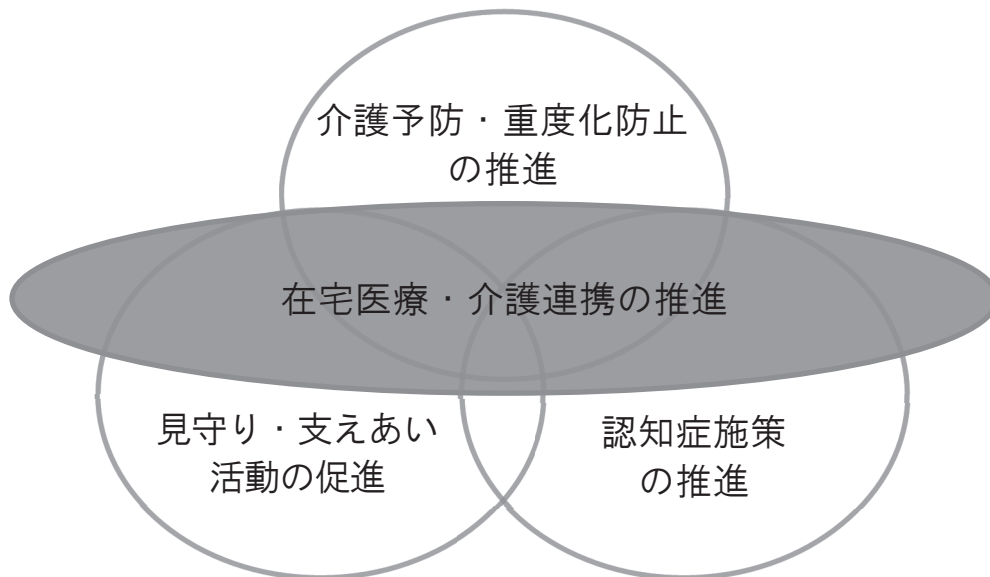 介護予防・重度化防止
の推進
在宅医療・介護連携の推進
見守り・支えあい
活動の促進
認知症施策
の推進